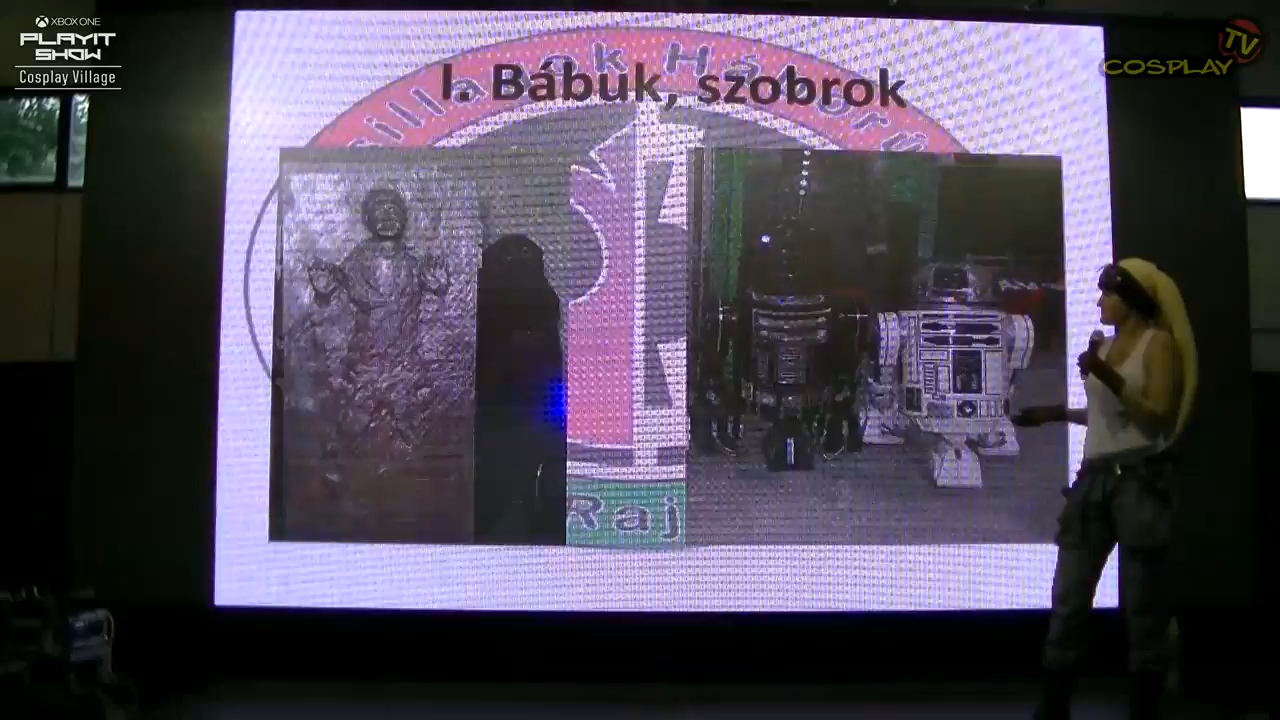 XBOX ONE
PLAYIT
SHOW
Cosplay Village
TV
COSPLAY
I. Bábuk, szobrok
Raj